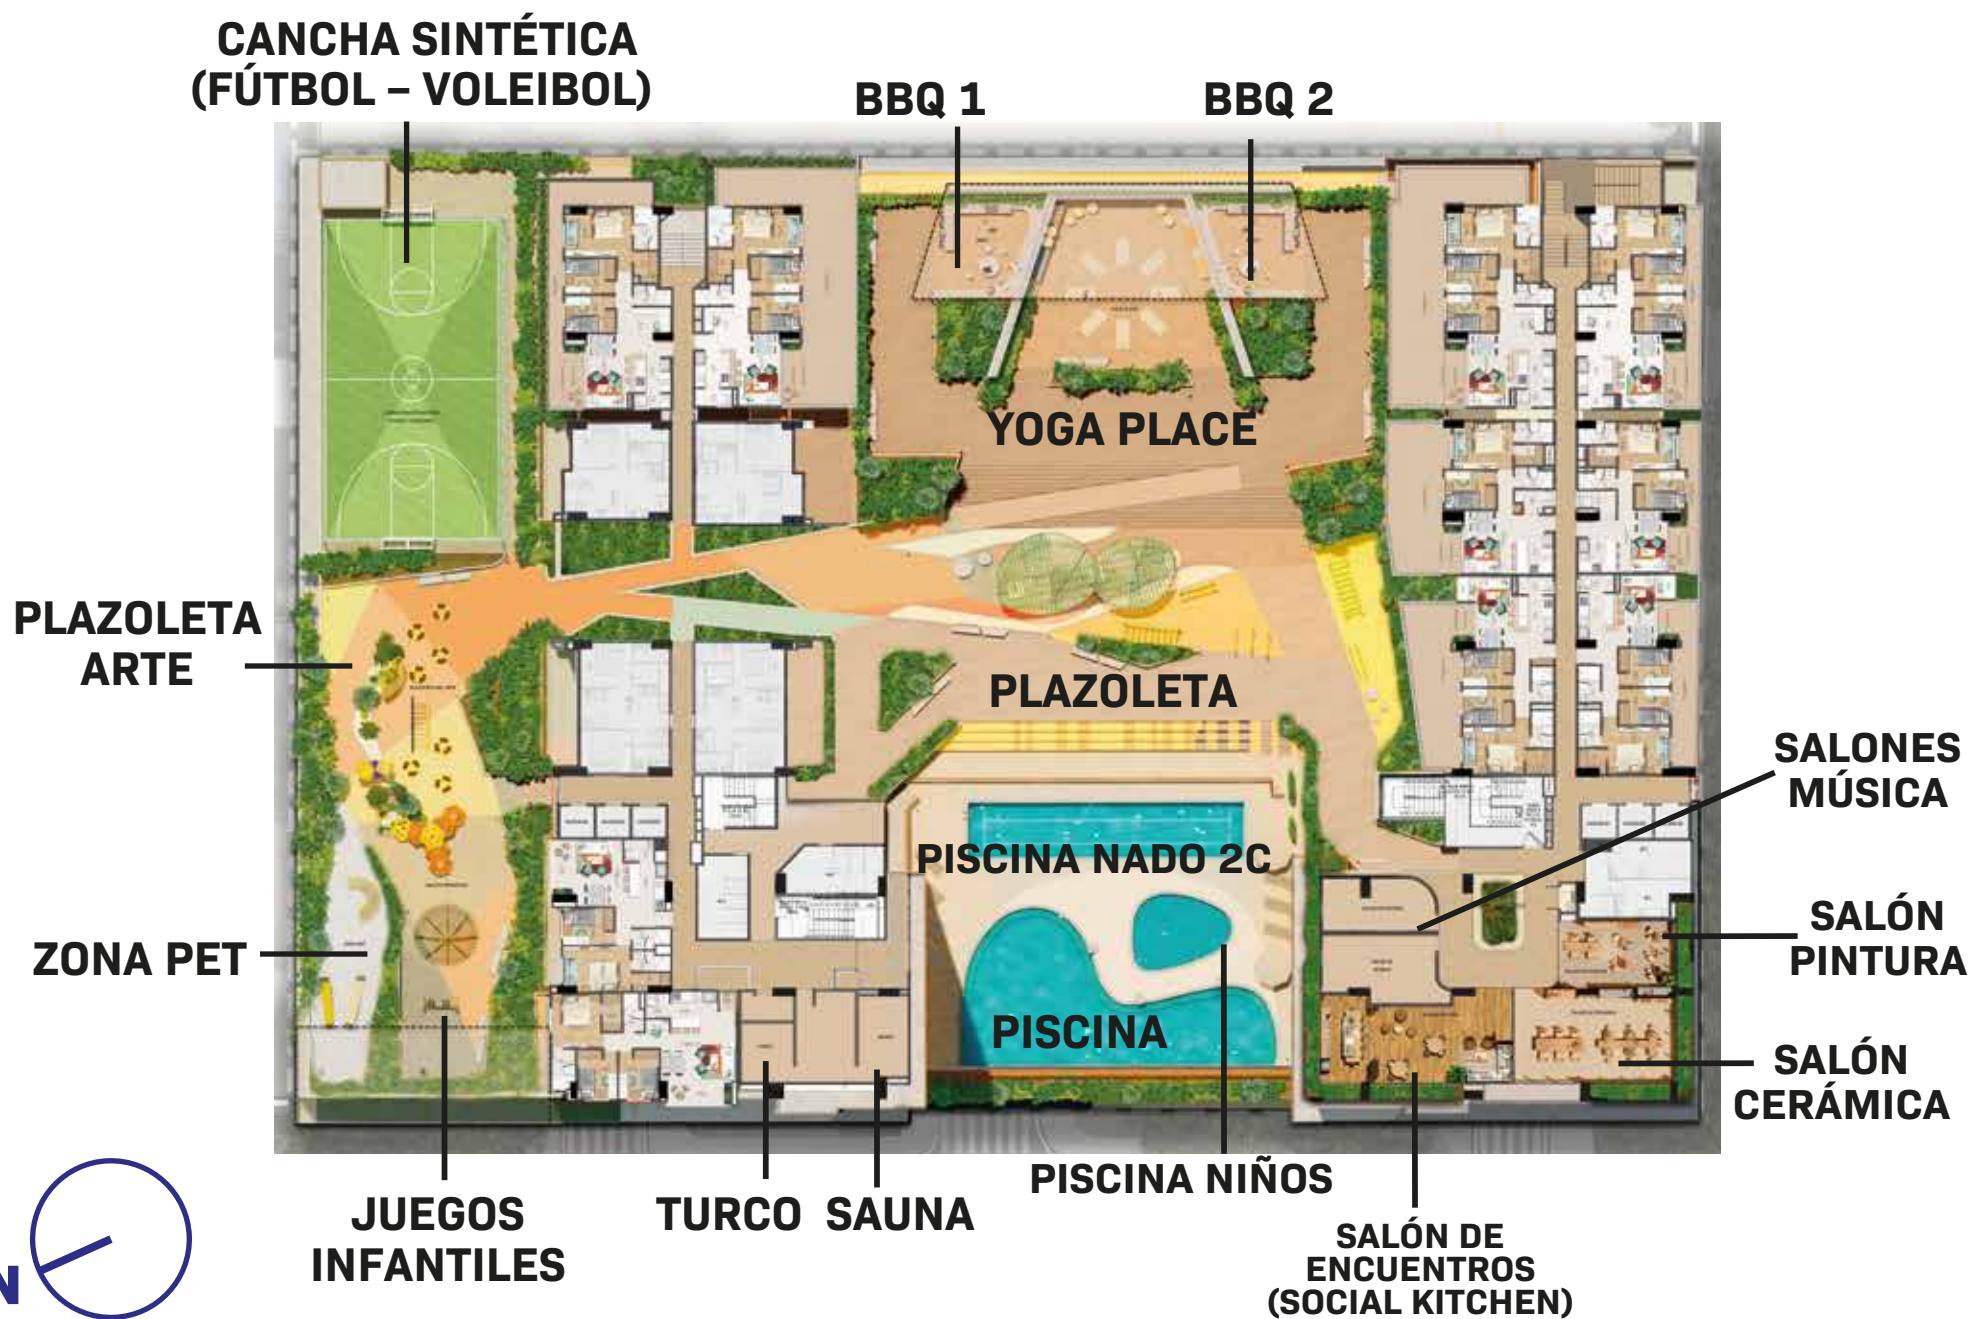 CANCHA SINTÉTICA
(FÚTBOL – VOLEIBOL)
BBQ 1
BBQ 2
YOGA PLACE
PLAZOLETA
ARTE
PLAZOLETA
SALONES
MÚSICA
PISCINA NADO 2C
SALÓN
PINTURA
ZONA PET
PISCINA
SALÓN
CERÁMICA
PISCINA NIÑOS
JUEGOS
INFANTILES
TURCO
SAUNA
SALÓN DE
ENCUENTROS
(SOCIAL KITCHEN)
N